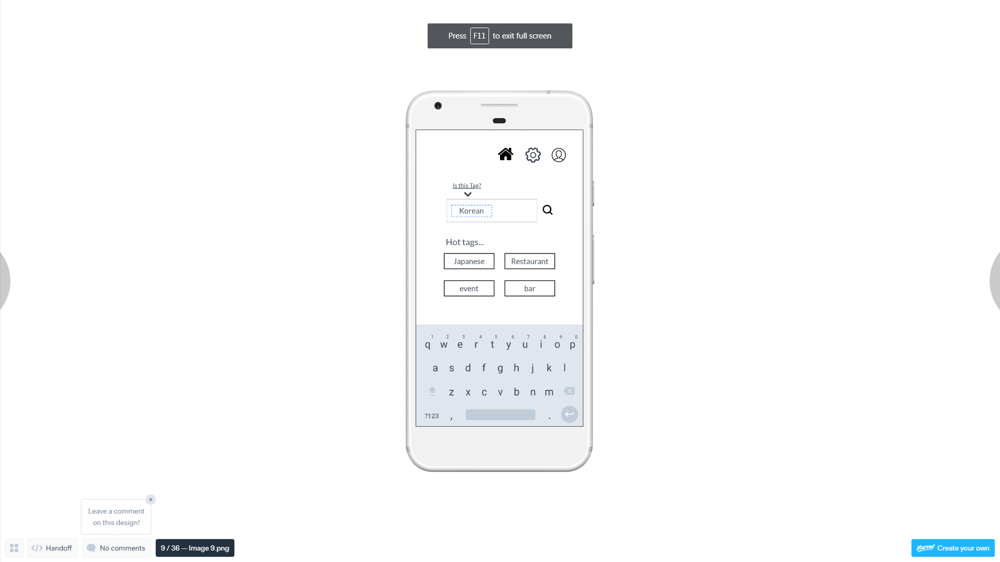 Press F11 to exit full screen
Is this Tag?
Korean
Hot tags...
Japanese Restaurant
event bar
1 2 3 4 5 6 7 8 9 0
q w e r t y u i o p
a s d f g h j k l
z x c v b n m
?123 , .
Leave a comment
on this design!
Handoff No comments 9 / 36 — Image 9.png Marvel Create your own